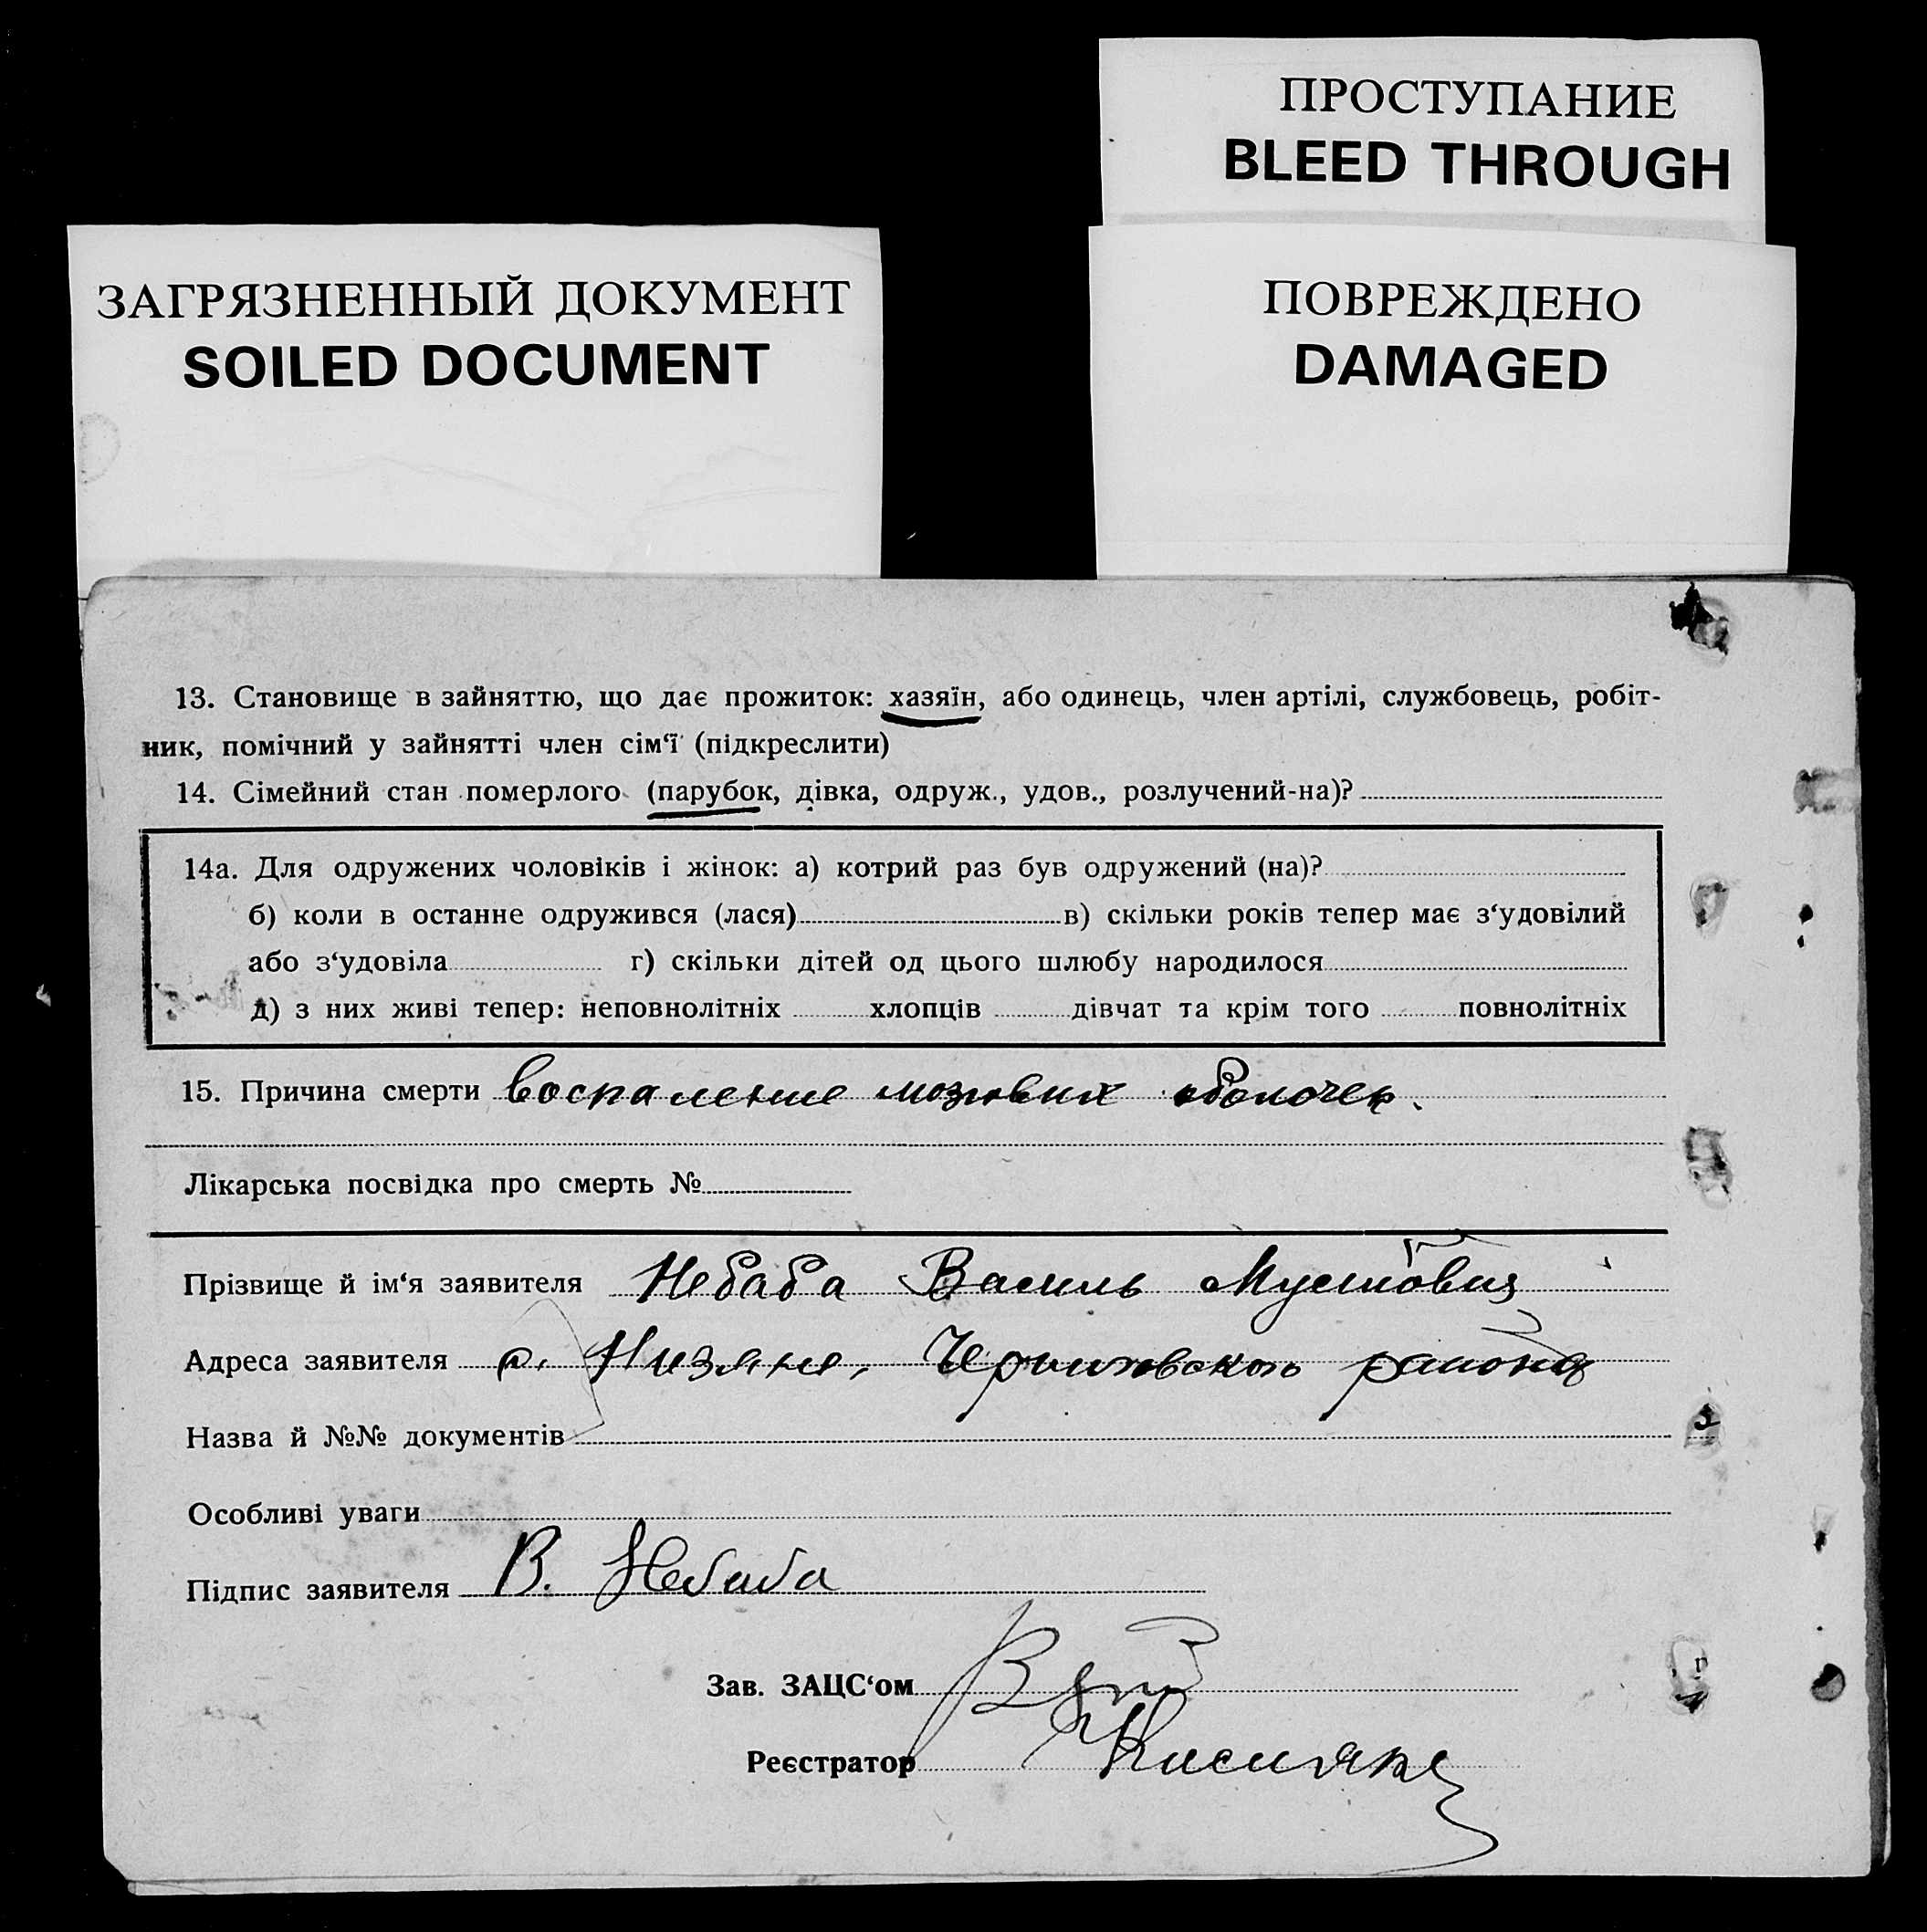 ПРОСТУПАНИЕ
BLEED THROUGH
ЗАГРЯЗНЕННЫЙ ДОКУМЕНТ
SOILED DOCUMENT
ПОВРЕЖДЕНО
DAMAGED
13. Становище в зайняттю, що дає прожиток: хазяїн, або одинець, член артілі, службовець, робіт-
ник, помічний у зайнятті член сім‘ї (підкреслити)
14. Сімейний стан померлого (парубок, дівка, одруж., удов., розлучений-на)?
14а. Для одружених чоловіків і жінок: а) котрий раз був одружений (на)?
б) коли в останне одружився (лася) в) скільки років тепер має з‘удовілий
або з‘удовіла г) скільки дітей од цього шлюбу народилося
д) з них живі тепер: неповнолітніх хлопців дівчат та крім того повнолітніх
15. Причина смерти воспаление мозгових оболочек.
Лікарська посвідка про смерть №
Прізвище й ім‘я заявителя Небаба Василь
Адреса заявителя с. району
Назва й №№ документів
Особливі уваги
Підпис заявителя В. Небаба
Зав. ЗАЦС‘ом
Реєстратор